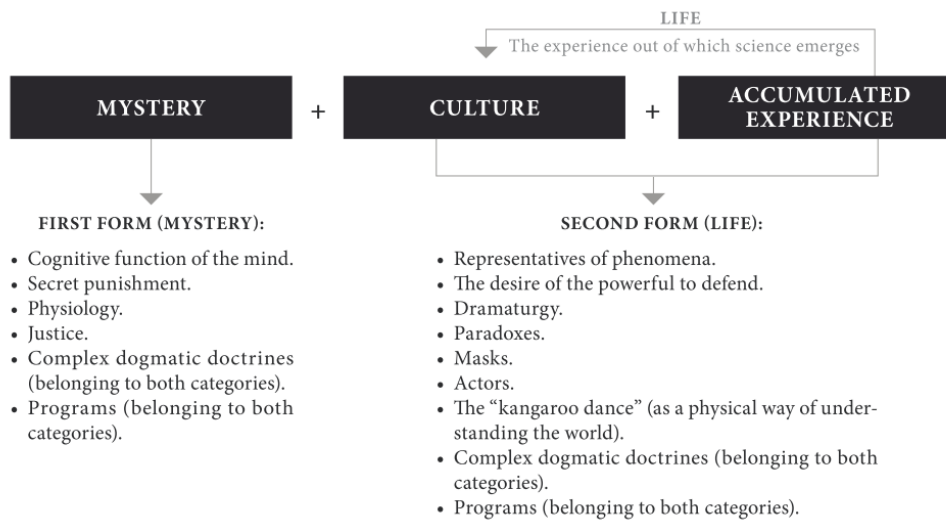 LIFE
The experience out of which science emerges
MYSTERY
+
CULTURE
+
ACCUMULATED
EXPERIENCE
FIRST FORM (MYSTERY):
• Cognitive function of the mind.
• Secret punishment.
• Physiology.
• Justice.
• Complex dogmatic doctrines
(belonging to both categories).
• Programs (belonging to both
categories).
SECOND FORM (LIFE):
• Representatives of phenomena.
• The desire of the powerful to defend.
• Dramaturgy.
• Paradoxes.
• Masks.
• Actors.
• The “kangaroo dance” (as a physical way of under-
standing the world).
• Complex dogmatic doctrines (belonging to both
categories).
• Programs (belonging to both categories).